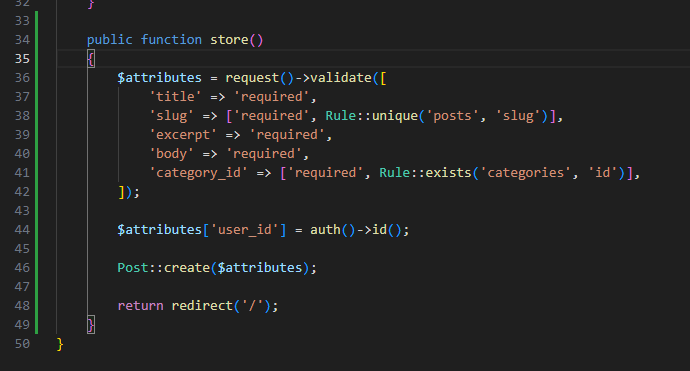 32 }
33
34 public function store()
35 {
36 $attributes = request()->validate([
37 'title' => 'required',
38 'slug' => ['required', Rule::unique('posts', 'slug')],
39 'excerpt' => 'required',
40 'body' => 'required',
41 'category_id' => ['required', Rule::exists('categories', 'id')],
42 ]);
43
44 $attributes['user_id'] = auth()->id();
45
46 Post::create($attributes);
47
48 return redirect('/');
49 }
50 }